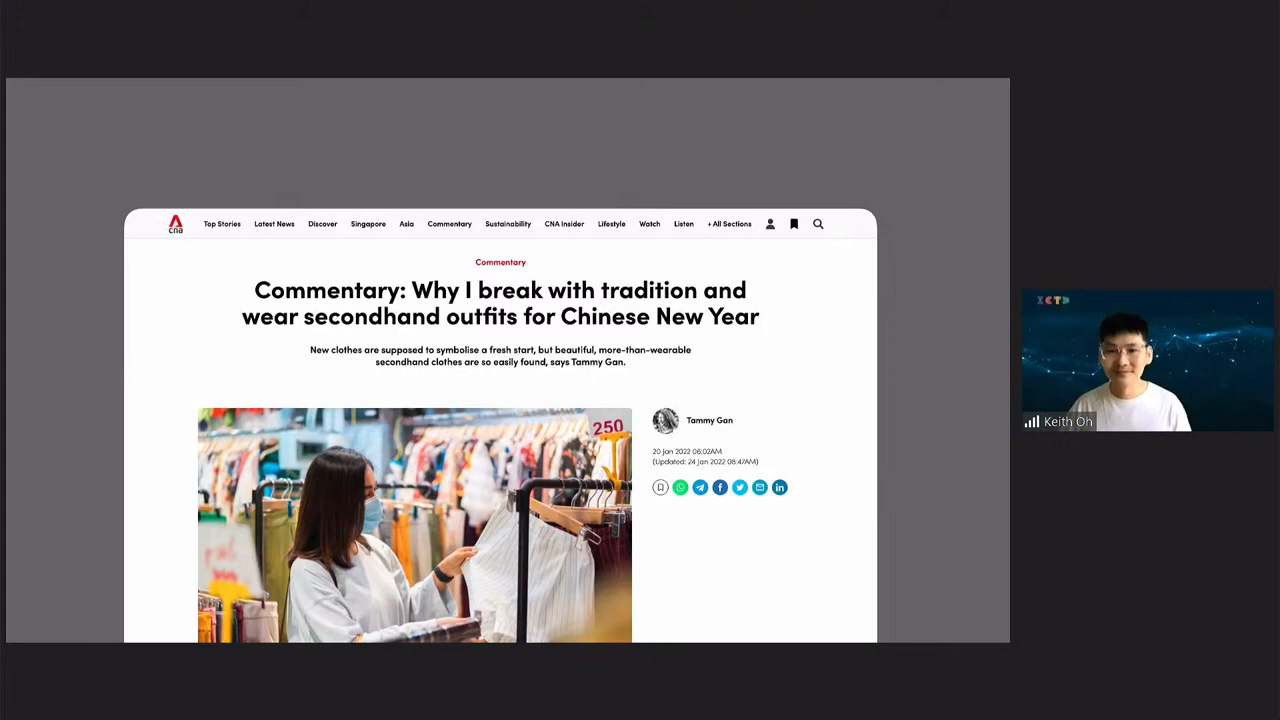 cna
Top Stories Latest News Discover Singapore Asia Commentary Sustainability CNA Insider Lifestyle Watch Listen + All Sections
Commentary
Commentary: Why I break with tradition and
wear secondhand outfits for Chinese New Year
New clothes are supposed to symbolise a fresh start, but beautiful, more-than-wearable
secondhand clothes are so easily found, says Tammy Gan.
250
Tammy Gan
20 Jan 2022 06:02AM
(Updated: 24 Jan 2022 08:47AM)
ICTD
Keith Oh